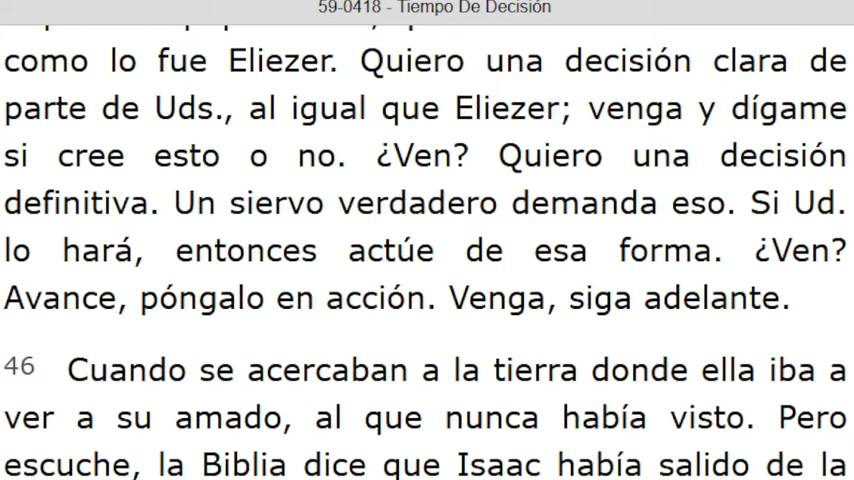 59-0418 - Tiempo De Decisión
como lo fue Eliezer. Quiero una decisión clara de
parte de Uds., al igual que Eliezer; venga y dígame
si cree esto o no. ¿Ven? Quiero una decisión
definitiva. Un siervo verdadero demanda eso. Si Ud.
lo hará, entonces actúe de esa forma. ¿Ven?
Avance, póngalo en acción. Venga, siga adelante.
46 Cuando se acercaban a la tierra donde ella iba a
ver a su amado, al que nunca había visto. Pero
escuche, la Biblia dice que Isaac había salido de la